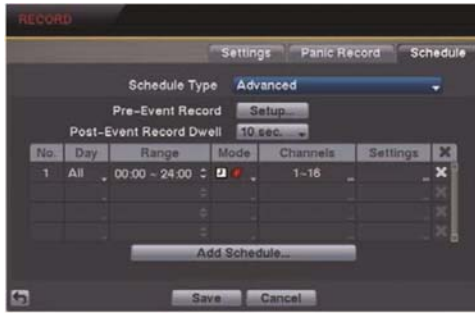 RECORD
Settings Panic Record Schedule
Schedule Type Advanced
Pre-Event Record Setup...
Post-Event Record Dwell 10 sec.
No. Day Range Mode Channels Settings
1 All 00:00 ~ 24:00 1~16
Add Schedule...
Save Cancel